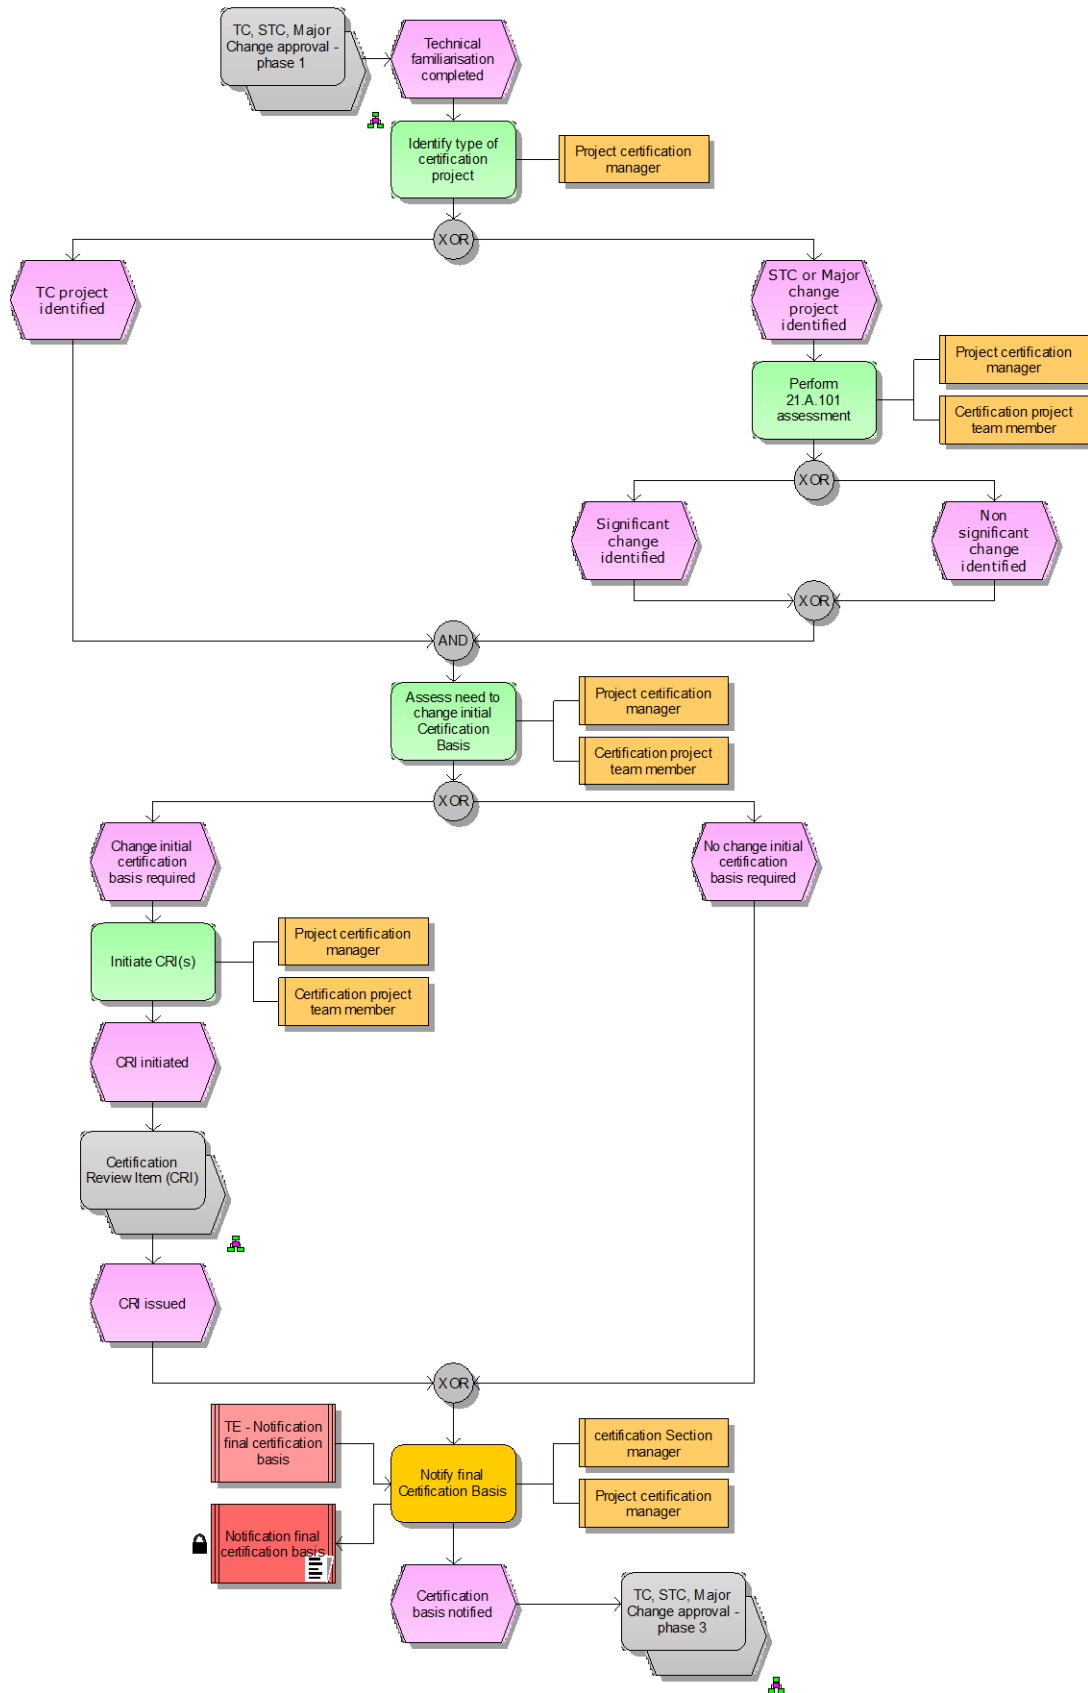 TC, STC, Major
Change approval -
phase 1
Technical
familiarisation
completed
Identify type of
certification
project
Project certification
manager
XOR
TC project
identified
STC or Major
change
project
identified
Perform
21.A.101
assessment
Project certification
manager
Certification project
team member
XOR
Significant
change
identified
Non
significant
change
identified
XOR
AND
Assess need to
change initial
Certification
Basis
Project certification
manager
Certification project
team member
XOR
Change initial
certification
basis required
No change initial
certification
basis required
Initiate CRI(s)
Project certification
manager
Certification project
team member
CRI initiated
Certification
Review Item (CRI)
CRI issued
XOR
TE - Notification
final certification
basis
Notify final
Certification Basis
certification Section
manager
Project certification
manager
Notification final
certification basis
Certification
basis notified
TC, STC, Major
Change approval -
phase 3